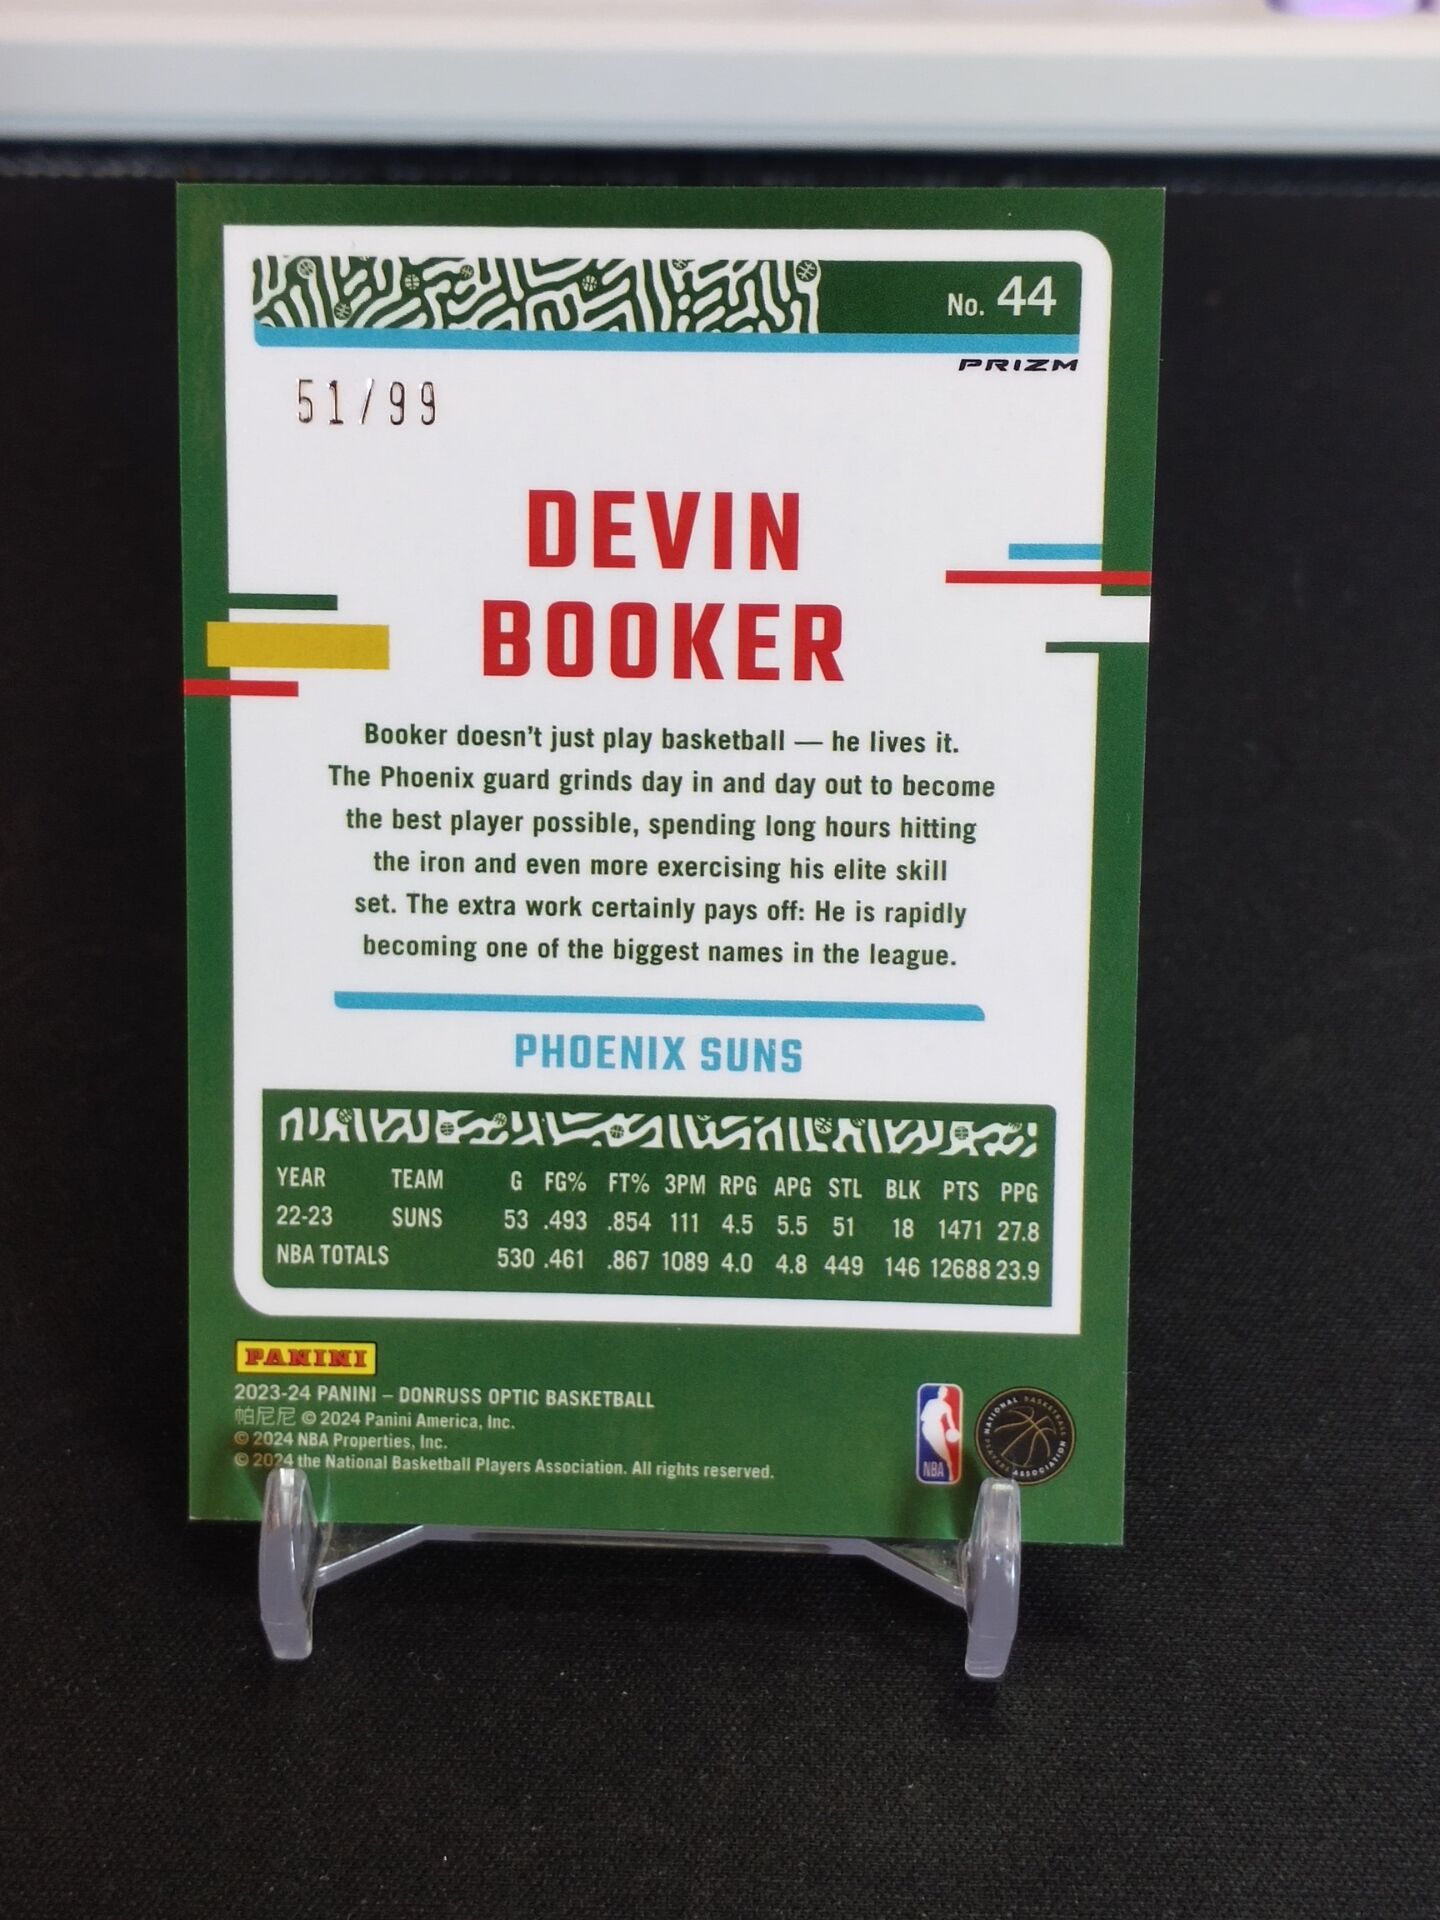 No. 44
PRIZM
51/99
DEVIN
BOOKER
Booker doesn't just play basketball — he lives it.
The Phoenix guard grinds day in and day out to become
the best player possible, spending long hours hitting
the iron and even more exercising his elite skill
set. The extra work certainly pays off: He is rapidly
becoming one of the biggest names in the league.
PHOENIX SUNS
YEAR TEAM G FG% FT% 3PM RPG APG STL BLK PTS PPG
22-23 SUNS 53 .493 .854 111 4.5 5.5 51 18 1471 27.8
NBA TOTALS 530 .461 .867 1089 4.0 4.8 449 146 12688 23.9
PANINI
2023-24 PANINI – DONRUSS OPTIC BASKETBALL
帕尼尼 © 2024 Panini America, Inc.
© 2024 NBA Properties, Inc.
© 2024 the National Basketball Players Association. All rights reserved.
NBA
NATIONAL BASKETBALL PLAYERS ASSOCIATION